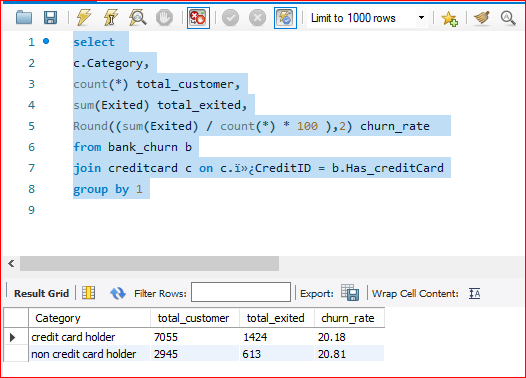 Limit to 1000 rows
1 select
2 c.Category,
3 count(*) total_customer,
4 sum(Exited) total_exited,
5 Round((sum(Exited) / count(*) * 100 ),2) churn_rate
6 from bank_churn b
7 join creditcard c on c.ï»¿CreditID = b.Has_creditCard
8 group by 1
9
Result Grid Filter Rows: Export: Wrap Cell Content:
Category total_customer total_exited churn_rate
credit card holder 7055 1424 20.18
non credit card holder 2945 613 20.81